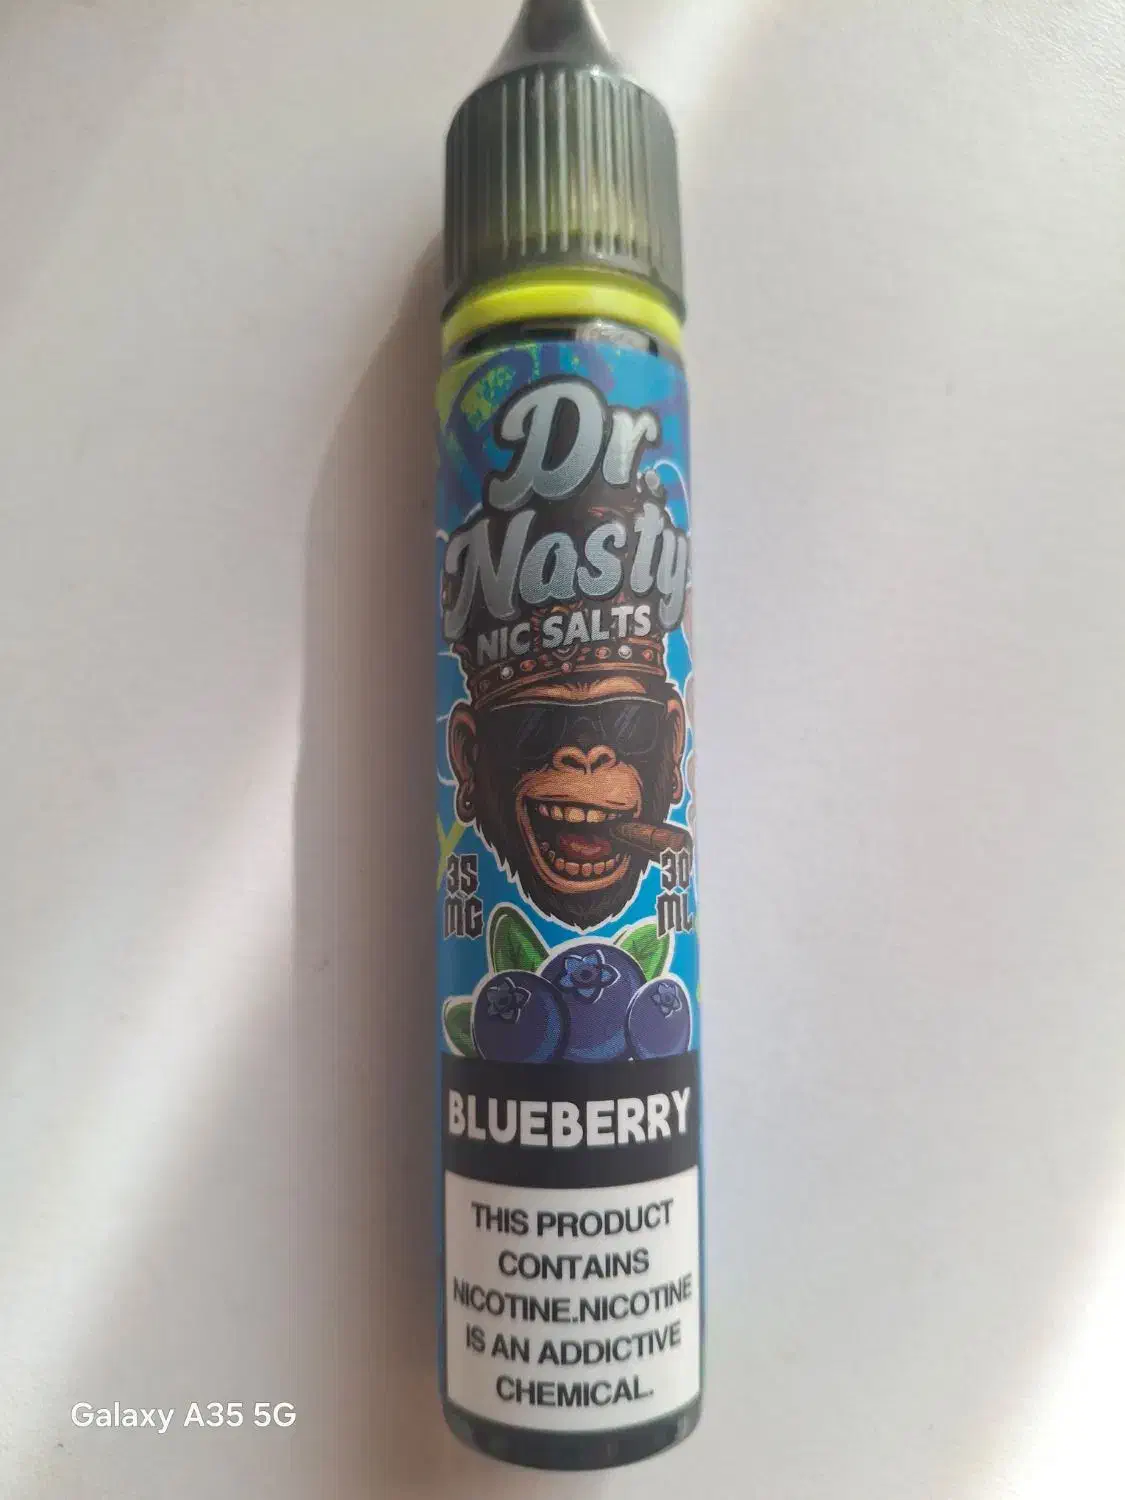 Dr.
Nasty
NIC SALTS
35 30
MG ML
BLUEBERRY
THIS PRODUCT
CONTAINS
NICOTINE.NICOTINE
IS AN ADDICTIVE
CHEMICAL.
Galaxy A35 5G